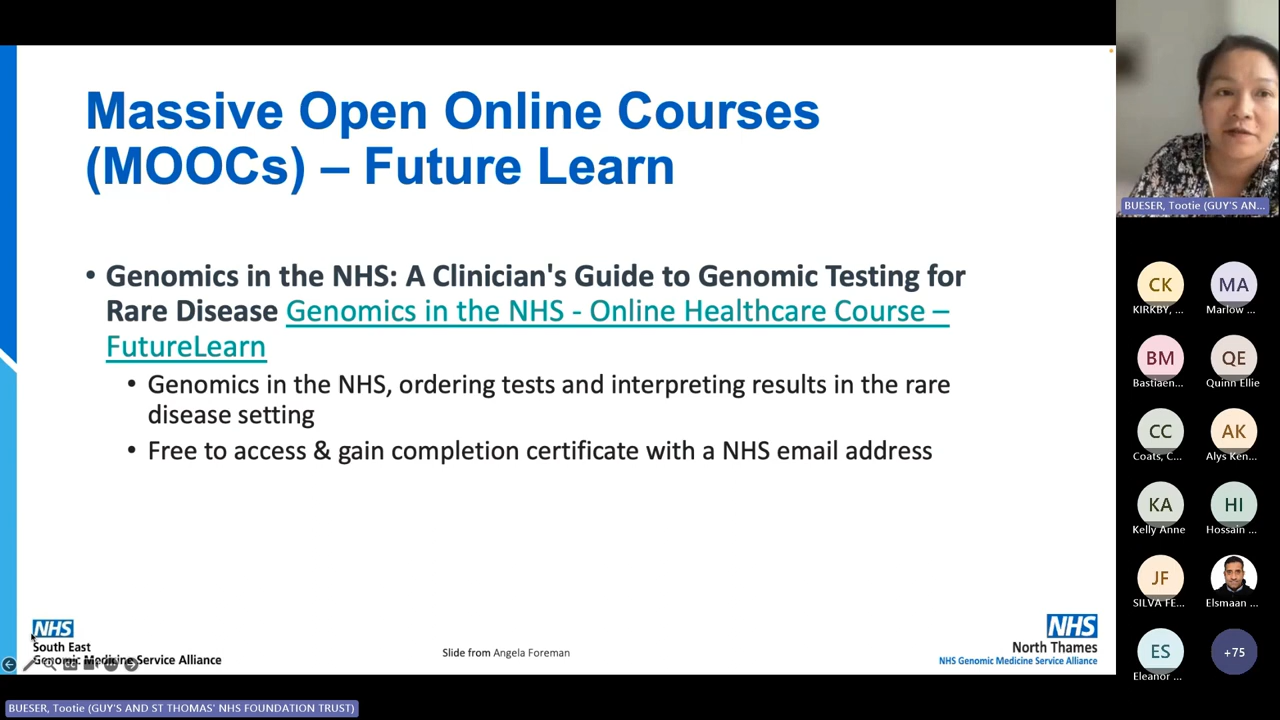 Massive Open Online Courses
(MOOCs) – Future Learn
• Genomics in the NHS: A Clinician's Guide to Genomic Testing for
Rare Disease Genomics in the NHS - Online Healthcare Course –
FutureLearn
• Genomics in the NHS, ordering tests and interpreting results in the rare
disease setting
• Free to access & gain completion certificate with a NHS email address
NHS
South East
Genomic Medicine Service Alliance
Slide from Angela Foreman
NHS
North Thames
NHS Genomic Medicine Service Alliance
BUESER, Tootie (GUY'S AN...
CK
KIRKBY, ...
MA
Marlow ...
BM
Bastiaen...
QE
Quinn Ellie
CC
Coats, C...
AK
Alys Ken...
KA
Kelly Anne
HI
Hossain ...
JF
SILVA FE...
Elsmaan ...
ES
Eleanor ...
+75
BUESER, Tootie (GUY'S AND ST THOMAS' NHS FOUNDATION TRUST)